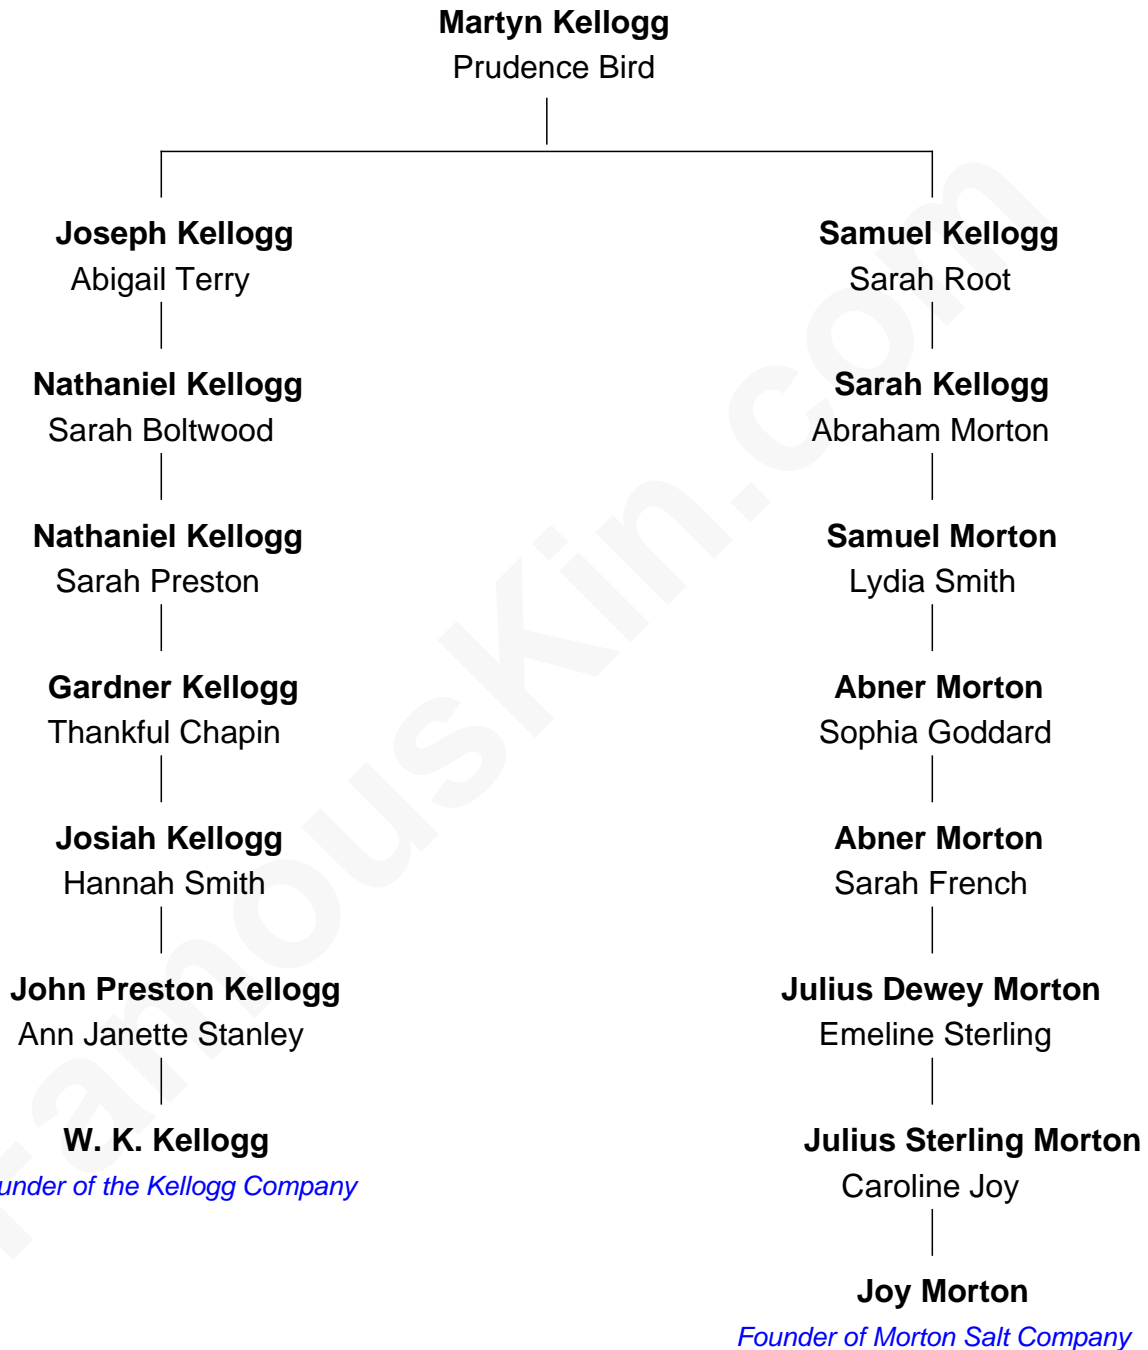 Martyn Kellogg
Prudence Bird
Joseph Kellogg
Abigail Terry
Samuel Kellogg
Sarah Root
Nathaniel Kellogg
Sarah Boltwood
Sarah Kellogg
Abraham Morton
Nathaniel Kellogg
Sarah Preston
Samuel Morton
Lydia Smith
Gardner Kellogg
Thankful Chapin
Abner Morton
Sophia Goddard
Josiah Kellogg
Hannah Smith
Abner Morton
Sarah French
John Preston Kellogg
Ann Janette Stanley
Julius Dewey Morton
Emeline Sterling
W. K. Kellogg
under of the Kellogg Company
Julius Sterling Morton
Caroline Joy
Joy Morton
Founder of Morton Salt Company
FamousKin.com